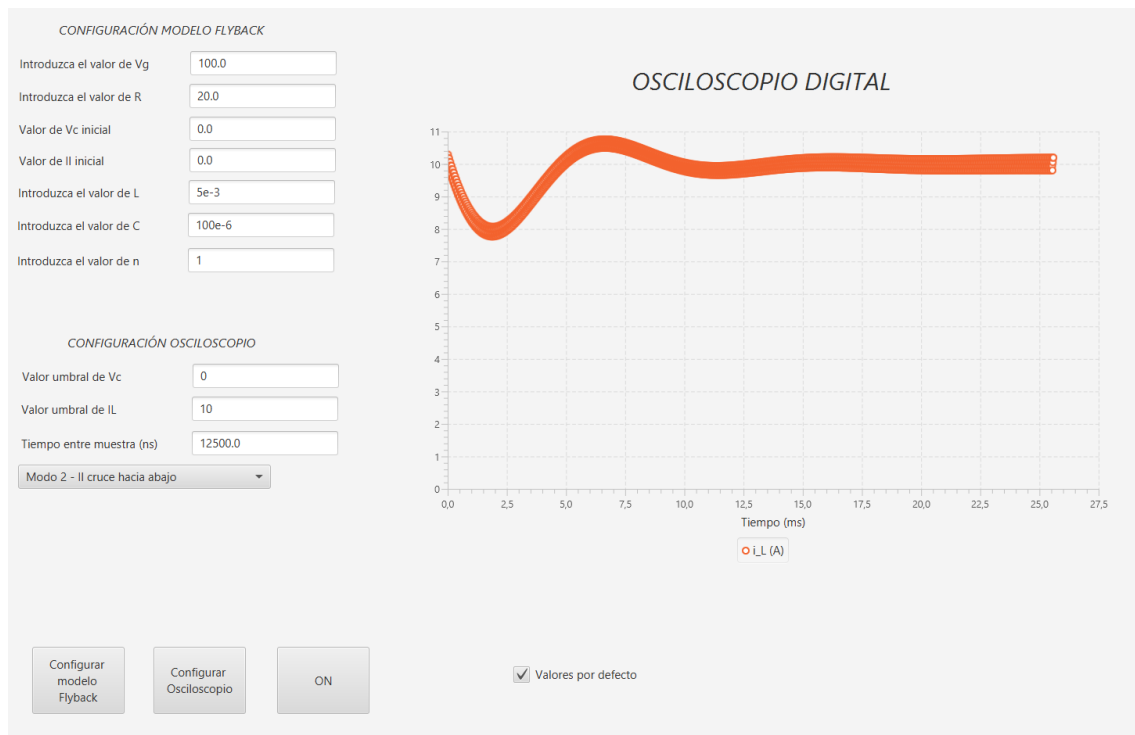 CONFIGURACIÓN MODELO FLYBACK
Introduzca el valor de Vg
100.0
Introduzca el valor de R
20.0
Valor de Vc inicial
0.0
Valor de Il inicial
0.0
Introduzca el valor de L
5e-3
Introduzca el valor de C
100e-6
Introduzca el valor de n
1
CONFIGURACIÓN OSCILOSCOPIO
Valor umbral de Vc
0
Valor umbral de IL
10
Tiempo entre muestra (ns)
12500.0
Modo 2 - Il cruce hacia abajo
OSCILOSCOPIO DIGITAL
11
10
9
8
7
6
5
4
3
2
1
0
0,0 2,5 5,0 7,5 10,0 12,5 15,0 17,5 20,0 22,5 25,0 27,5
Tiempo (ms)
i_L (A)
Configurar
modelo
Flyback
Configurar
Osciloscopio
ON
Valores por defecto